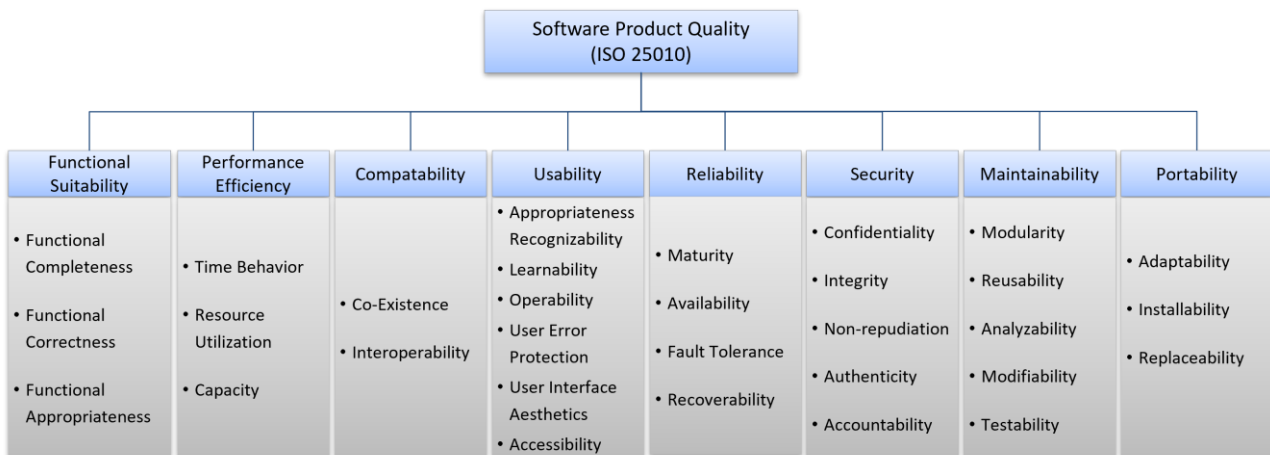 Software Product Quality
(ISO 25010)
Functional
Suitability
• Functional
Completeness
• Functional
Correctness
• Functional
Appropriateness
Performance
Efficiency
• Time Behavior
• Resource
Utilization
• Capacity
Compatability
• Co-Existence
• Interoperability
Usability
• Appropriateness
Recognizability
• Learnability
• Operability
• User Error
Protection
• User Interface
Aesthetics
• Accessibility
Reliability
• Maturity
• Availability
• Fault Tolerance
• Recoverability
Security
• Confidentiality
• Integrity
• Non-repudiation
• Authenticity
• Accountability
Maintainability
• Modularity
• Reusability
• Analyzability
• Modifiability
• Testability
Portability
• Adaptability
• Installability
• Replaceability